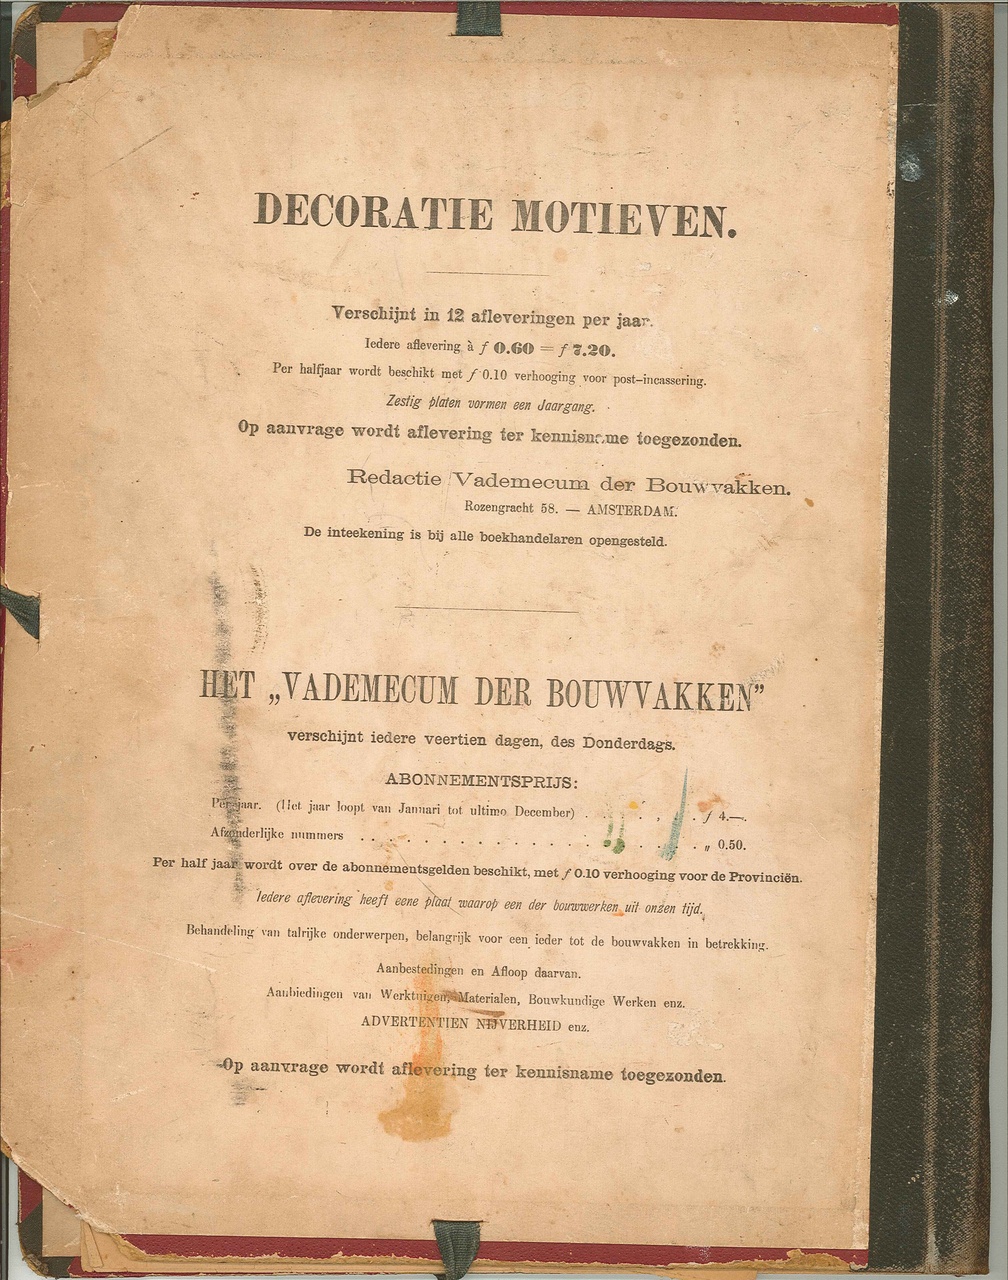 DECORATIE MOTIEVEN.
Verschijnt in 12 afleveringen per jaar.
Iedere aflevering à f 0.60 = f 7.20.
Per halfjaar wordt beschikt met f 0.10 verhooging voor post-incassering.
Zestig platen vormen een Jaargang.
Op aanvrage wordt aflevering ter kennisname toegezonden.
Redactie Vademecum der Bouwvakken.
Rozengracht 58. — AMSTERDAM.
De inteekening is bij alle boekhandelaren opengesteld.
HET „VADEMECUM DER BOUWVAKKEN”
verschijnt iedere veertien dagen, des Donderdags.
ABONNEMENTSPRIJS:
Per jaar. (Het jaar loopt van Januari tot ultimo December) . . . . . . f 4.—.
Afzonderlijke nummers . . . . . . . . . . . . . . . . . . „ 0.50.
Per half jaar wordt over de abonnementsgelden beschikt, met f 0.10 verhooging voor de Provinciën.
Iedere aflevering heeft eene plaat waarop een der bouwwerken uit onzen tijd.
Behandeling van talrijke onderwerpen, belangrijk voor een ieder tot de bouwvakken in betrekking.
Aanbestedingen en Afloop daarvan.
Aanbiedingen van Werktuigen, Materialen, Bouwkundige Werken enz.
ADVERTENTIEN NIJVERHEID enz.
Op aanvrage wordt aflevering ter kennisname toegezonden.